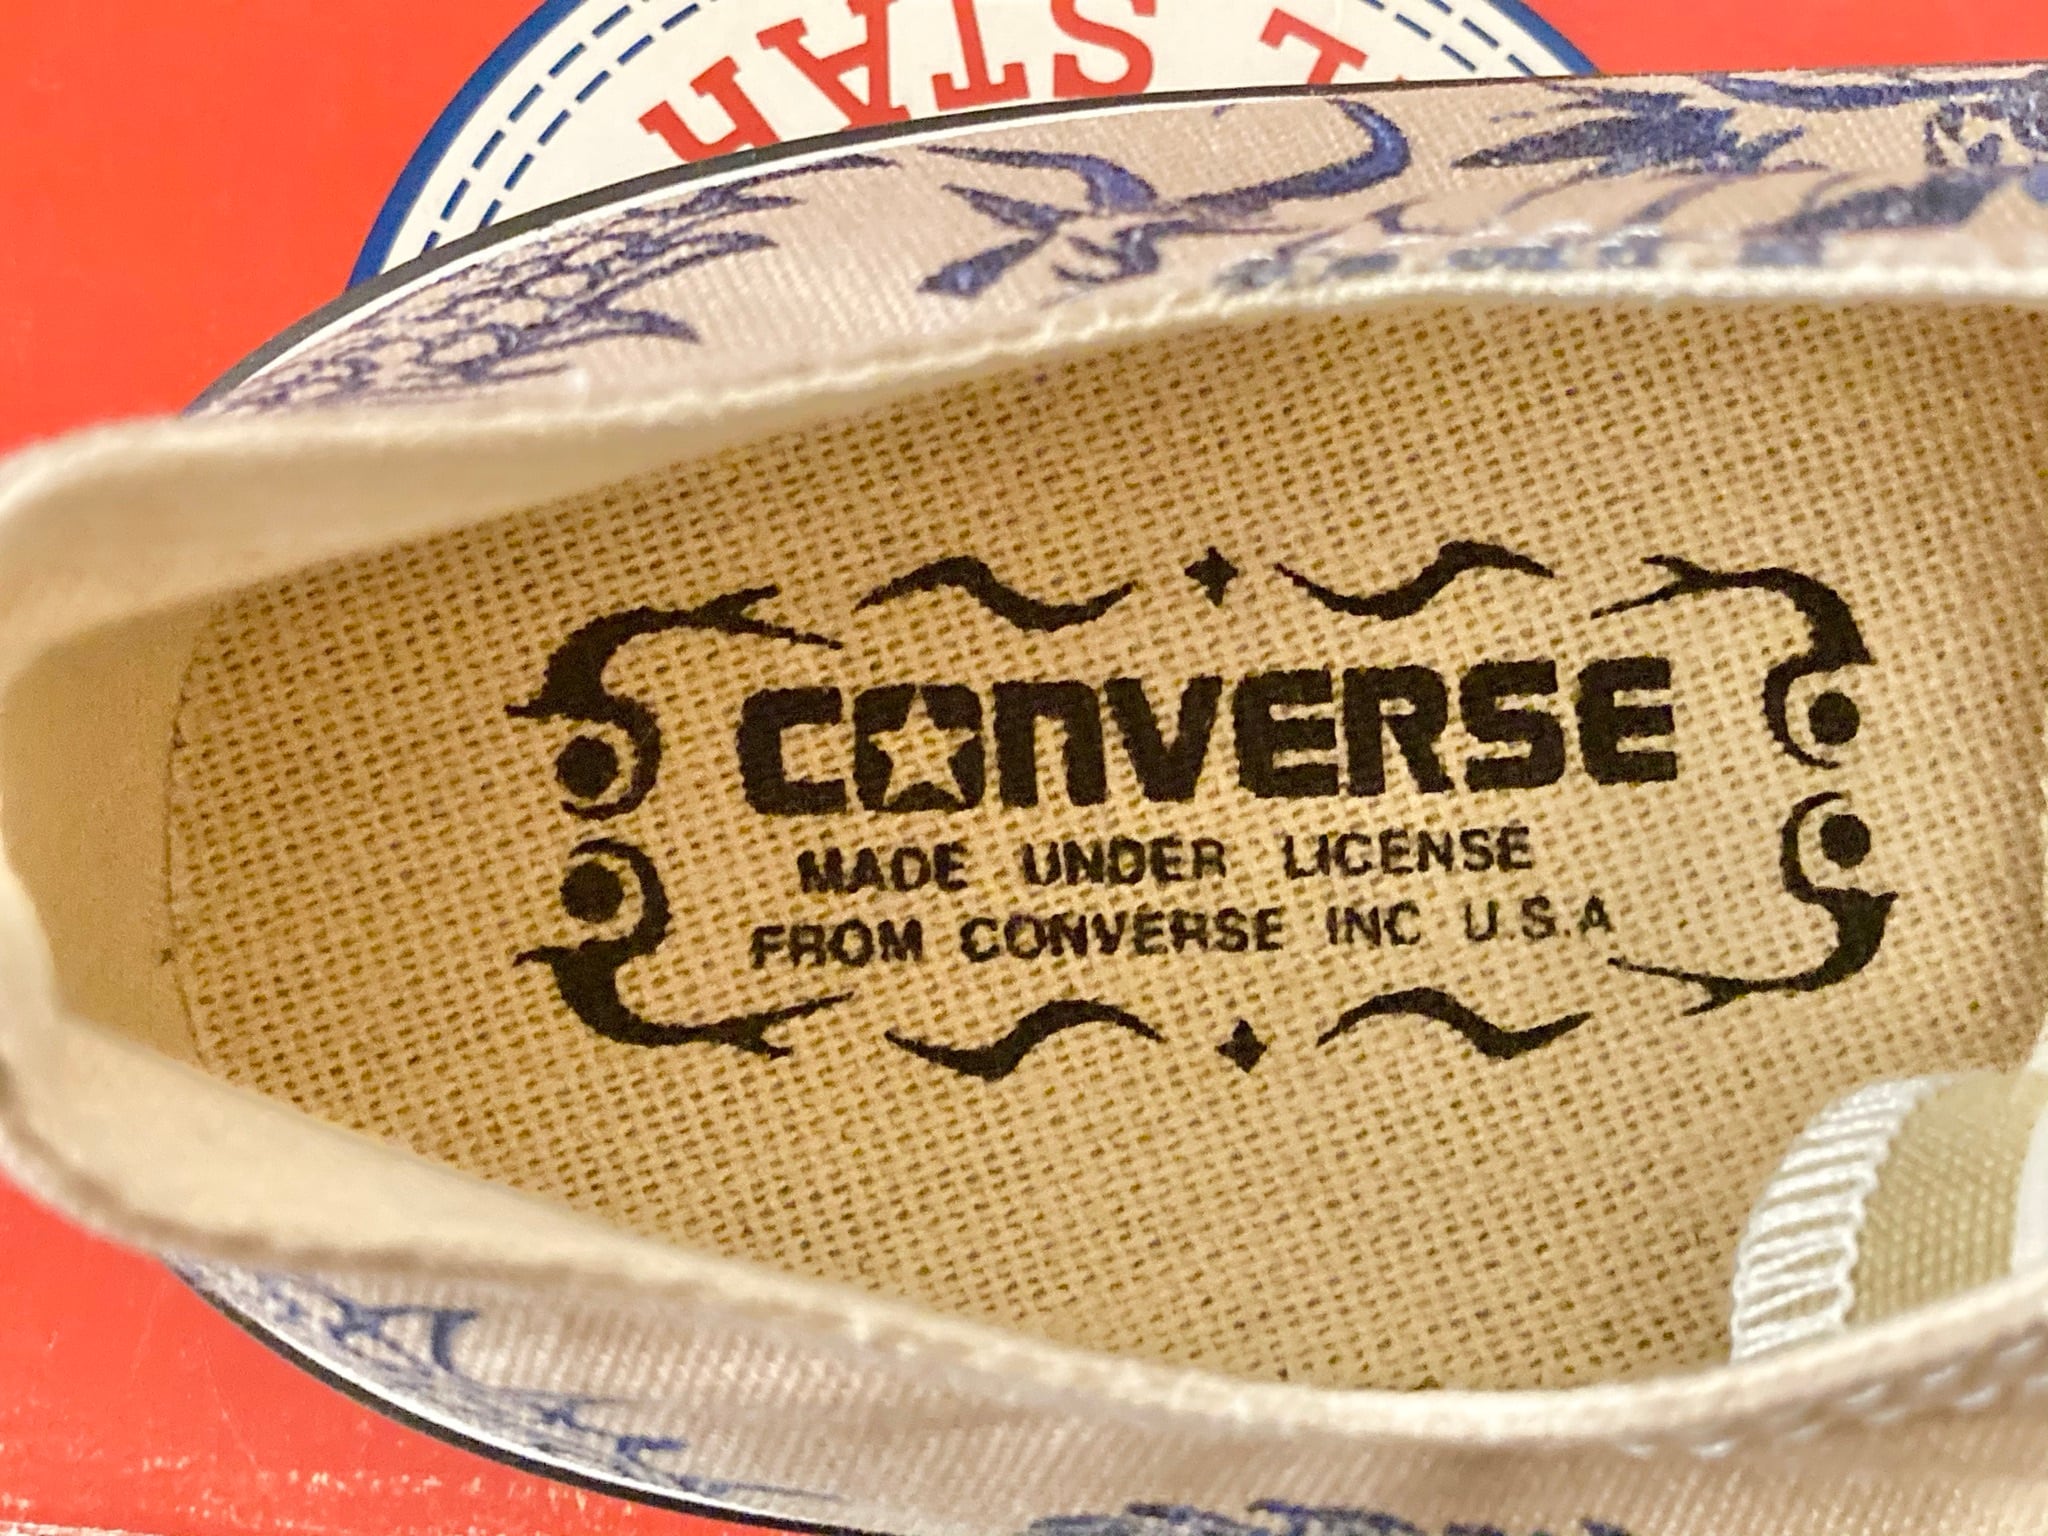 L STAR
CONVERSE
MADE UNDER LICENSE
FROM CONVERSE INC U.S.A